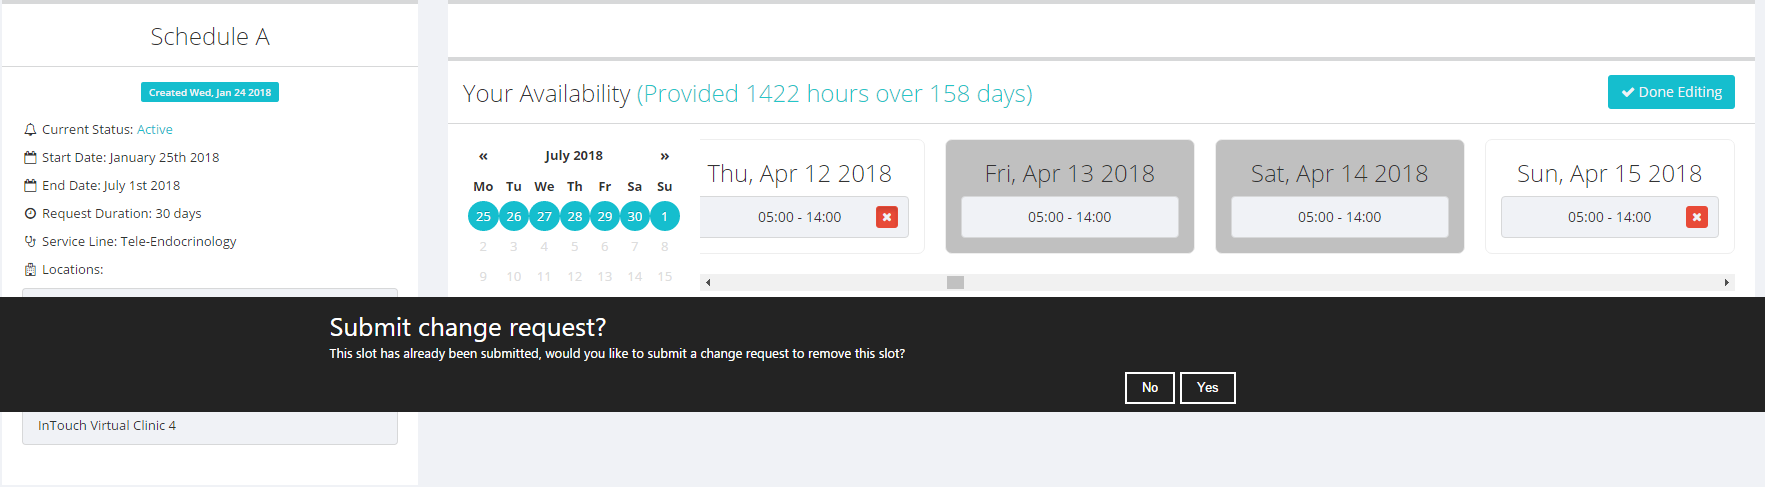 Schedule A
Created Wed, Jan 24 2018
Current Status: Active
Start Date: January 25th 2018
End Date: July 1st 2018
Request Duration: 30 days
Service Line: Tele-Endocrinology
Locations:
InTouch Virtual Clinic 4
Your Availability (Provided 1422 hours over 158 days)
Done Editing
« July 2018 »
Mo Tu We Th Fr Sa Su
25 26 27 28 29 30 1
2 3 4 5 6 7 8
9 10 11 12 13 14 15
Thu, Apr 12 2018
05:00 - 14:00
Fri, Apr 13 2018
05:00 - 14:00
Sat, Apr 14 2018
05:00 - 14:00
Sun, Apr 15 2018
05:00 - 14:00
Submit change request?
This slot has already been submitted, would you like to submit a change request to remove this slot?
No
Yes